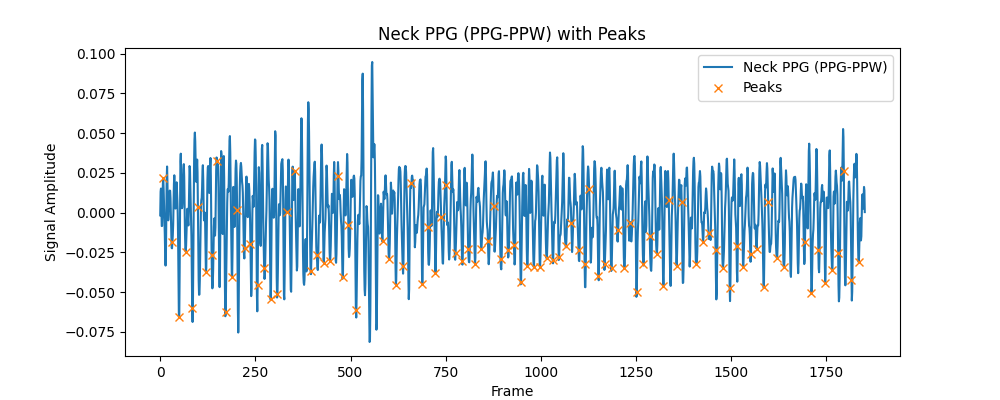 Neck PPG (PPG-PPW) with Peaks
0.100
0.075
0.050
0.025
0.000
−0.025
−0.050
−0.075
Signal Amplitude
Neck PPG (PPG-PPW)
Peaks
0 250 500 750 1000 1250 1500 1750
Frame